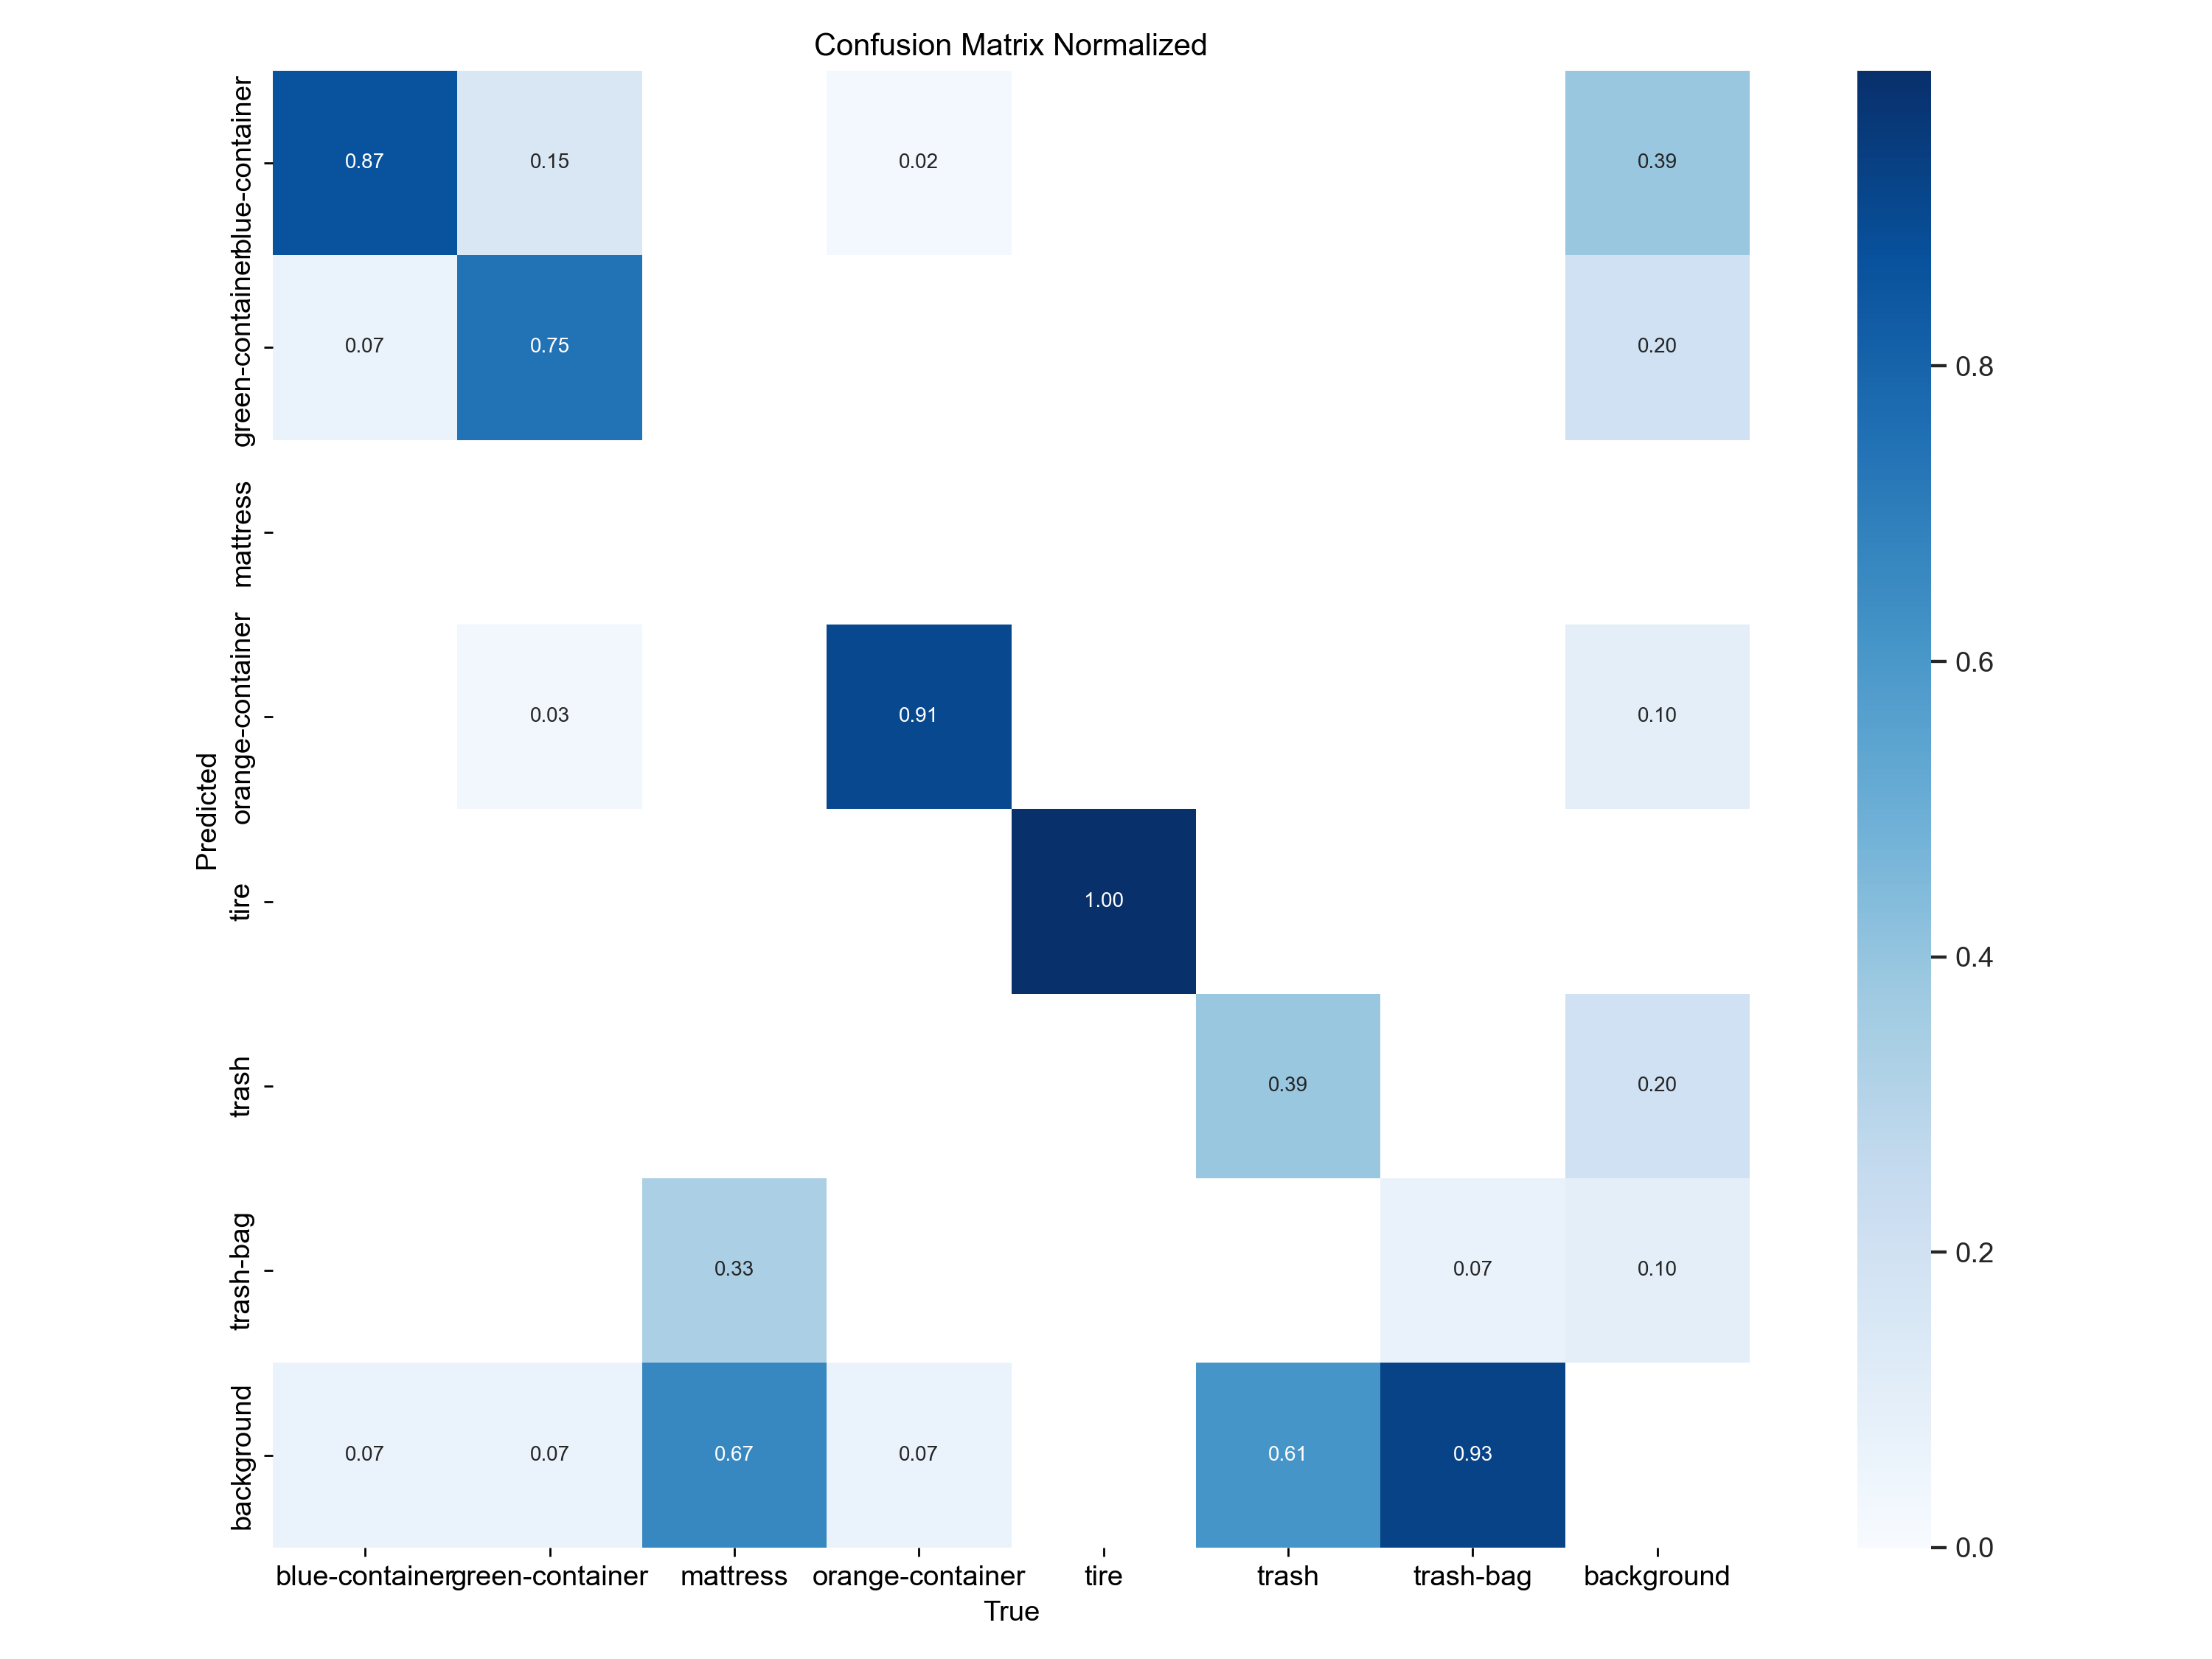 Confusion Matrix Normalized
blue-container
0.87
0.15
0.02
0.39
green-container
0.07
0.75
0.20
mattress
orange-container
0.03
0.91
0.10
tire
1.00
trash
0.39
0.20
trash-bag
0.33
0.07
0.10
background
0.07
0.07
0.67
0.07
0.61
0.93
Predicted
blue-container
green-container
mattress
orange-container
tire
trash
trash-bag
background
True
0.8
0.6
0.4
0.2
0.0